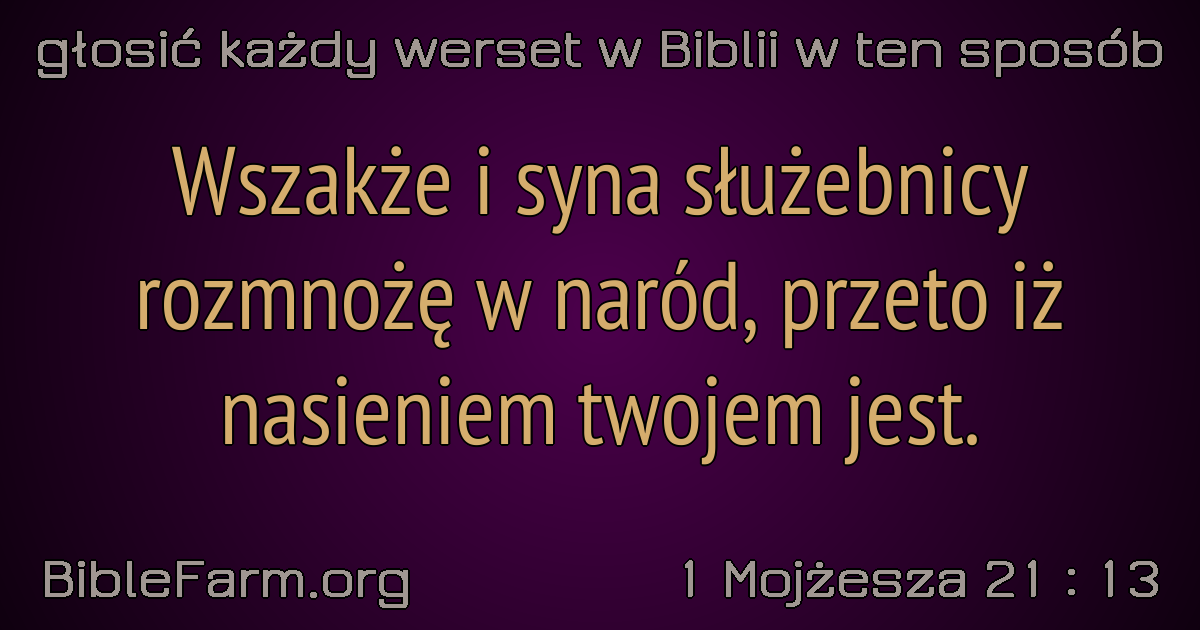 głosić każdy werset w Biblii w ten sposób
Wszakże i syna służebnicy
rozmnożę w naród, przeto iż
nasieniem twojem jest.
BibleFarm.org
1 Mojżesza 21 : 13